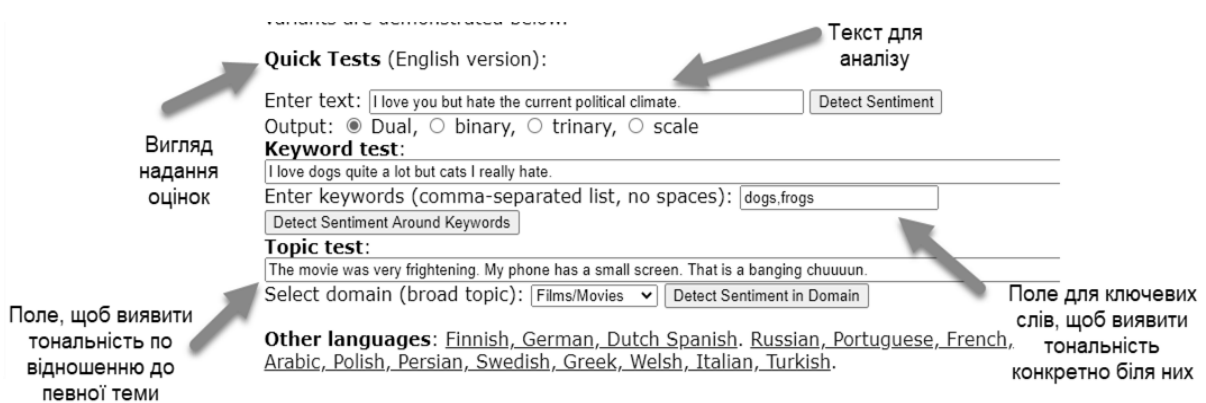 variants are demonstrated below.
Quick Tests (English version):
Enter text: I love you but hate the current political climate. Detect Sentiment
Output: Dual, binary, trinary, scale
Keyword test:
I love dogs quite a lot but cats I really hate.
Enter keywords (comma-separated list, no spaces): dogs,frogs
Detect Sentiment Around Keywords
Topic test:
The movie was very frightening. My phone has a small screen. That is a banging chuuuun.
Select domain (broad topic): Films/Movies Detect Sentiment in Domain
Other languages: Finnish, German, Dutch Spanish. Russian, Portuguese, French,
Arabic, Polish, Persian, Swedish, Greek, Welsh, Italian, Turkish.
Текст для
аналізу
Вигляд
надання
оцінок
Поле, щоб виявити
тональність по
відношенню до
певної теми
Поле для ключевих
слів, щоб виявити
тональність
конкретно біля них